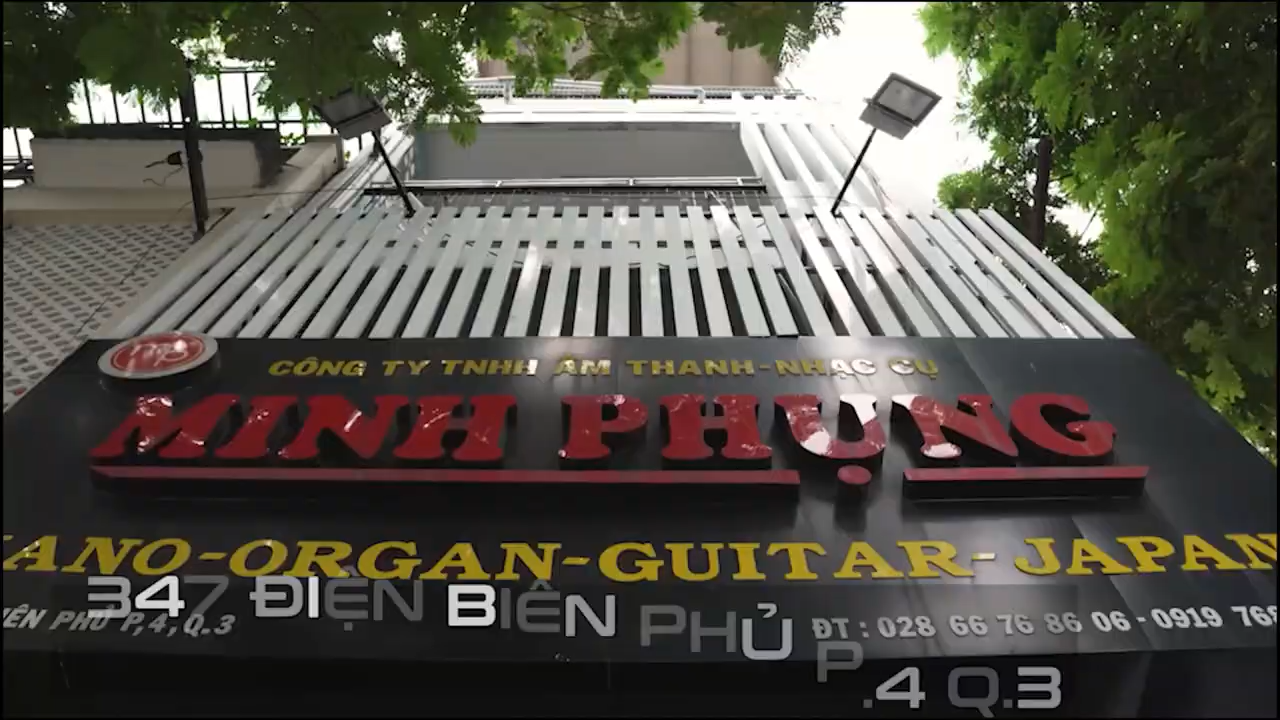 CÔNG TY TNHH ÂM THANH-NHẠC CỤ
MINH PHỤNG
ANO-ORGAN-GUITAR-JAPAN
ÊN PHỦ P,4,Q.3 ĐT : 028 66 76 86 06 - 0919 76
347 ĐIỆN BIÊN PHỦ P.4 Q.3